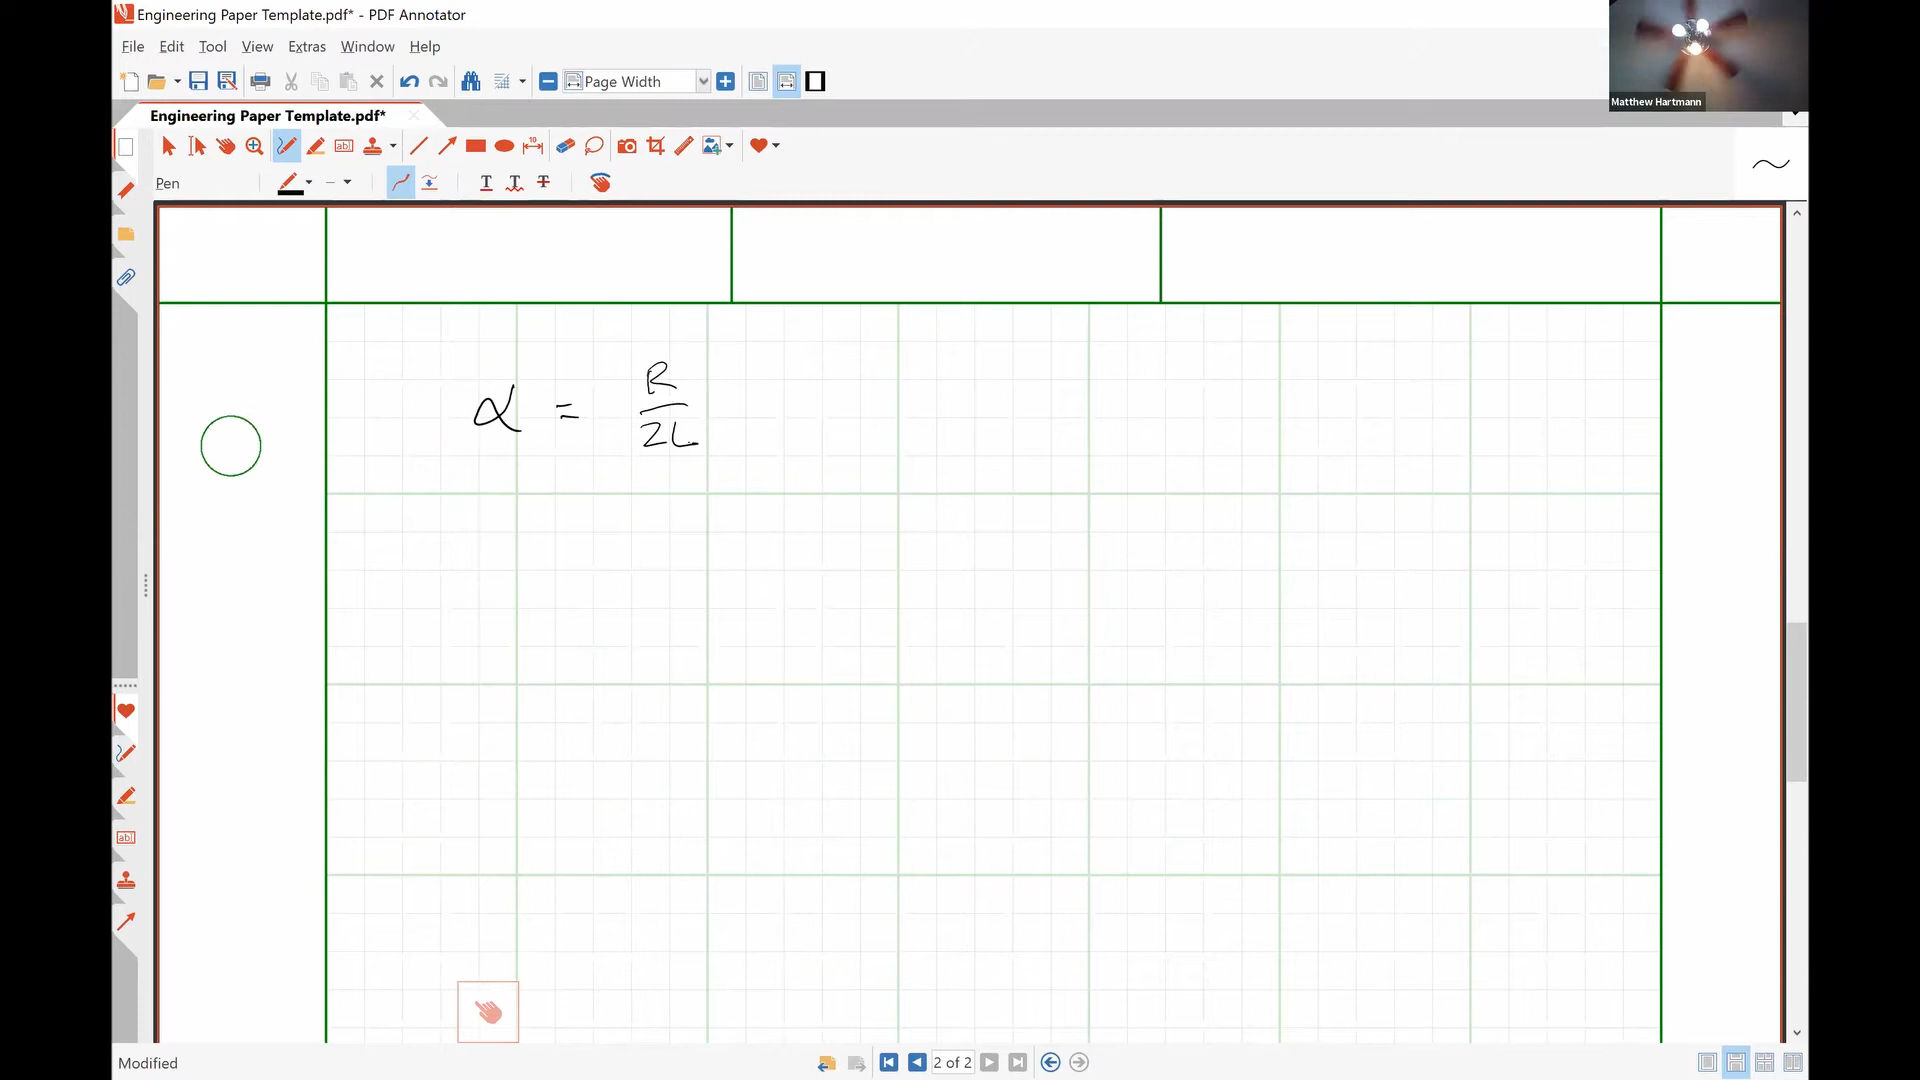 Engineering Paper Template.pdf* - PDF Annotator
File Edit Tool View Extras Window Help
Page Width
Matthew Hartmann
Engineering Paper Template.pdf*
Pen
α = R/2L
Modified
2 of 2